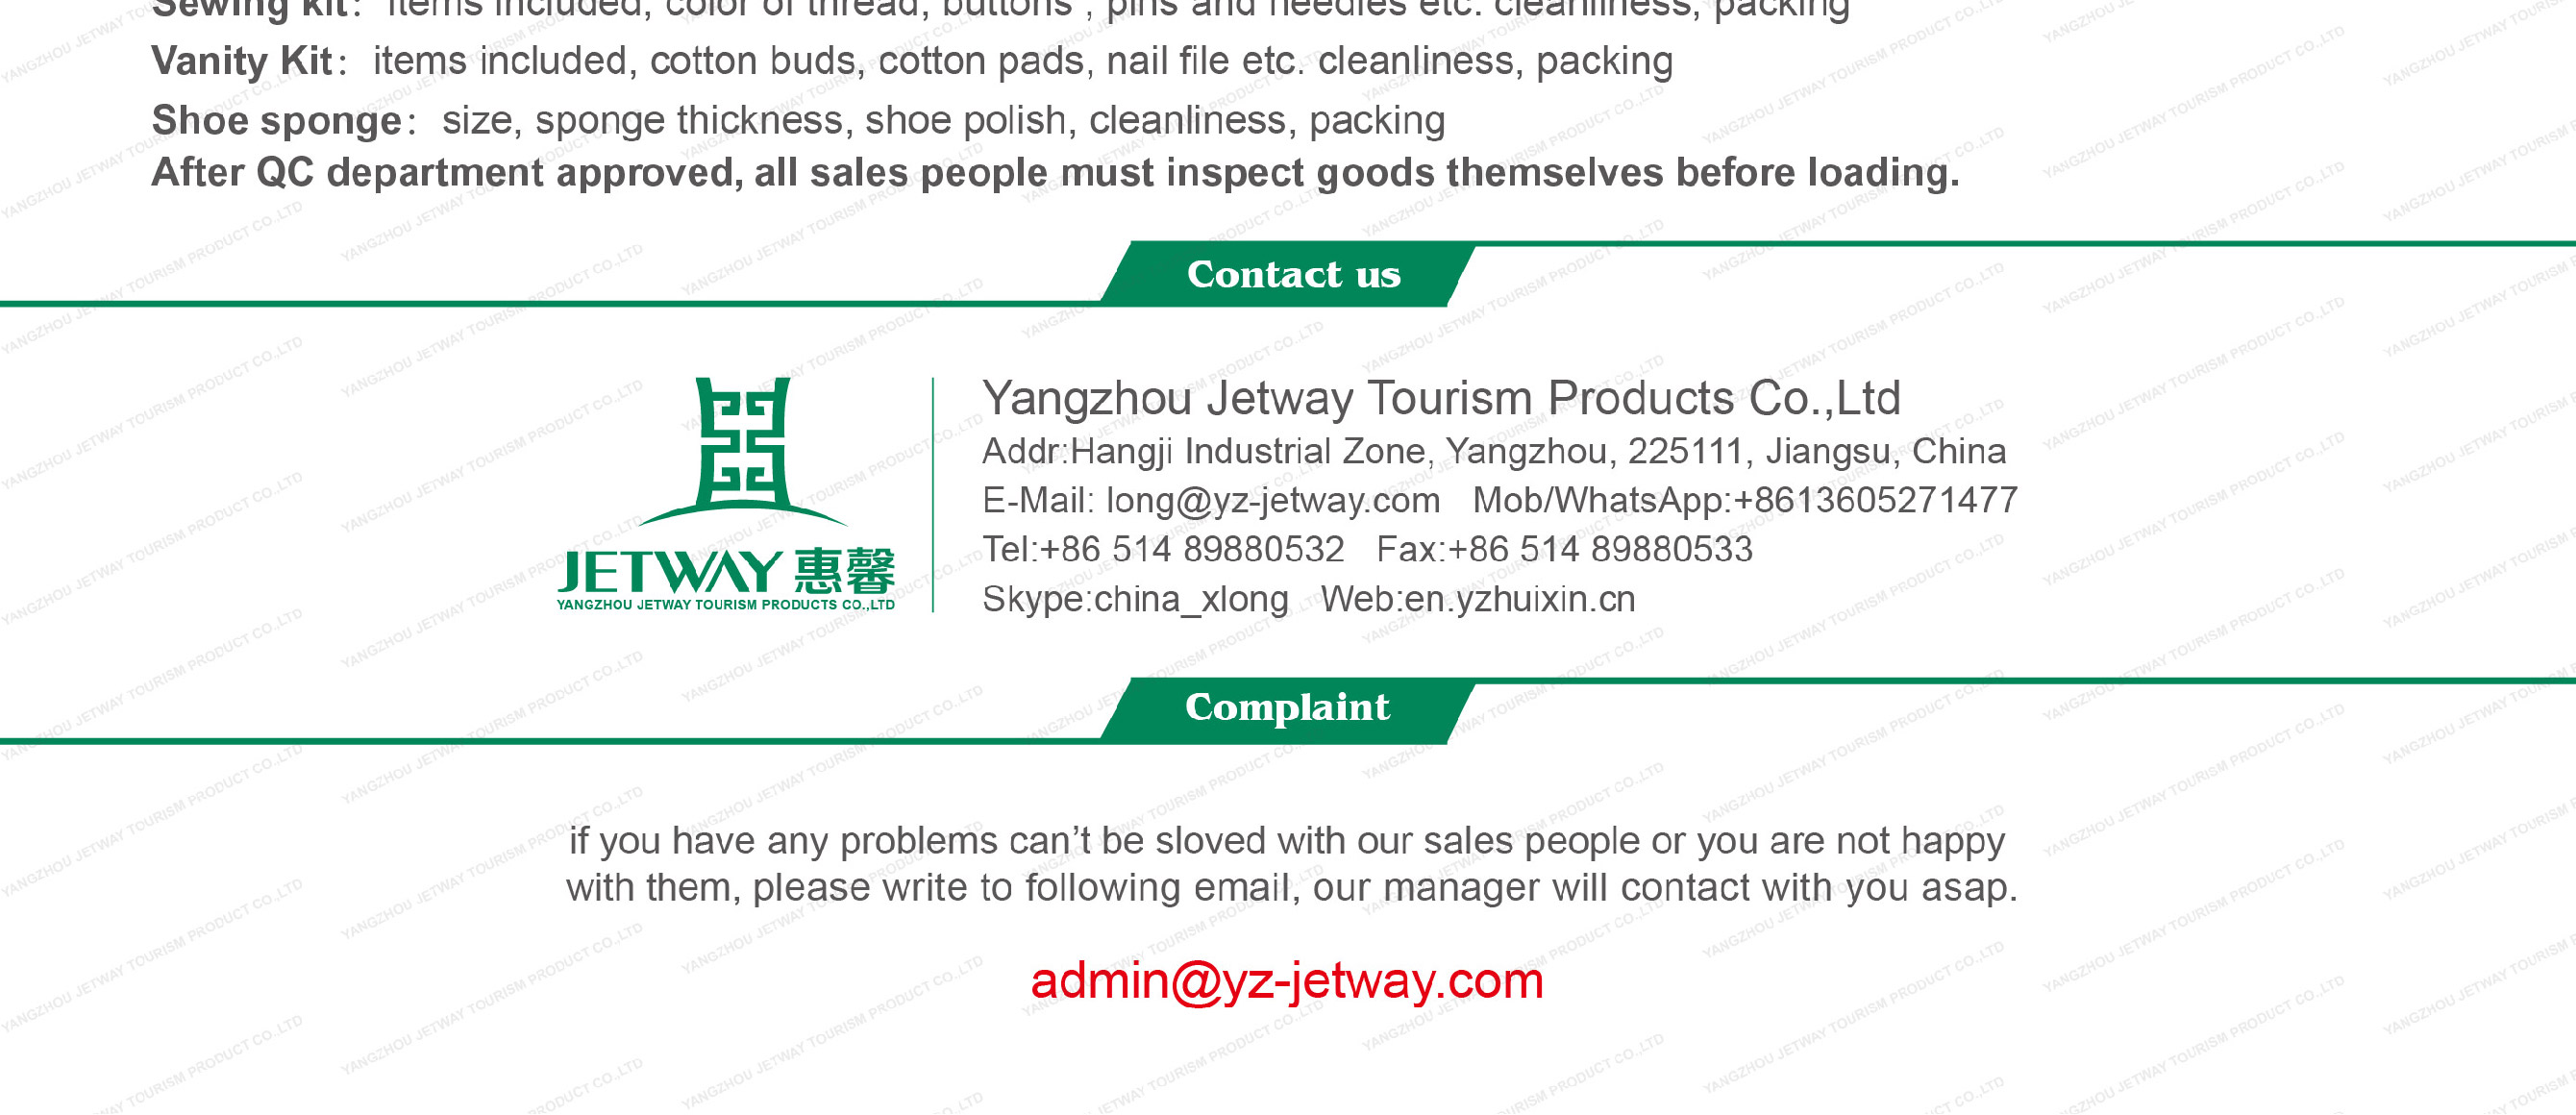 Sewing kit: items included, color of thread, buttons , pins and needles etc. cleanliness, packing
Vanity Kit: items included, cotton buds, cotton pads, nail file etc. cleanliness, packing
Shoe sponge: size, sponge thickness, shoe polish, cleanliness, packing
After QC department approved, all sales people must inspect goods themselves before loading.
Contact us
JETWAY 惠馨
YANGZHOU JETWAY TOURISM PRODUCTS CO.,LTD
Yangzhou Jetway Tourism Products Co.,Ltd
Addr:Hangji Industrial Zone, Yangzhou, 225111, Jiangsu, China
E-Mail: long@yz-jetway.com Mob/WhatsApp:+8613605271477
Tel:+86 514 89880532 Fax:+86 514 89880533
Skype:china_xlong Web:en.yzhuixin.cn
Complaint
if you have any problems can’t be sloved with our sales people or you are not happy
with them, please write to following email, our manager will contact with you asap.
admin@yz-jetway.com
YANGZHOU JETWAY TOURISM PRODUCT CO.,LTD